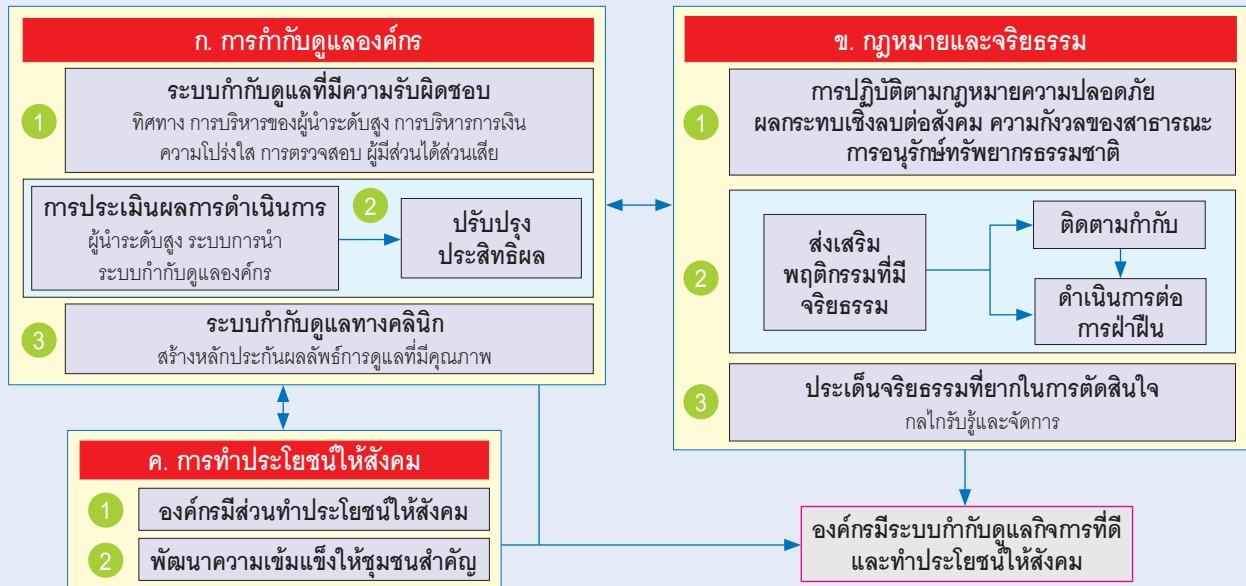 ก. การกำกับดูแลองค์กร
1
ระบบกำกับดูแลที่มีความรับผิดชอบ
ทิศทาง การบริหารของผู้นำระดับสูง การบริหารการเงิน
ความโปร่งใส การตรวจสอบ ผู้มีส่วนได้ส่วนเสีย
การประเมินผลการดำเนินการ
ผู้นำระดับสูง ระบบการนำ
ระบบกำกับดูแลองค์กร
2
ปรับปรุง
ประสิทธิผล
3
ระบบกำกับดูแลทางคลินิก
สร้างหลักประกันผลลัพธ์การดูแลที่มีคุณภาพ
ข. กฎหมายและจริยธรรม
1
การปฏิบัติตามกฎหมายความปลอดภัย
ผลกระทบเชิงลบต่อสังคม ความกังวลของสาธารณะ
การอนุรักษ์ทรัพยากรธรรมชาติ
2
ส่งเสริม
พฤติกรรมที่มี
จริยธรรม
ติดตามกำกับ
ดำเนินการต่อ
การฝ่าฝืน
3
ประเด็นจริยธรรมที่ยากในการตัดสินใจ
กลไกรับรู้และจัดการ
ค. การทำประโยชน์ให้สังคม
1
องค์กรมีส่วนทำประโยชน์ให้สังคม
2
พัฒนาความเข้มแข็งให้ชุมชนสำคัญ
องค์กรมีระบบกำกับดูแลกิจการที่ดี
และทำประโยชน์ให้สังคม